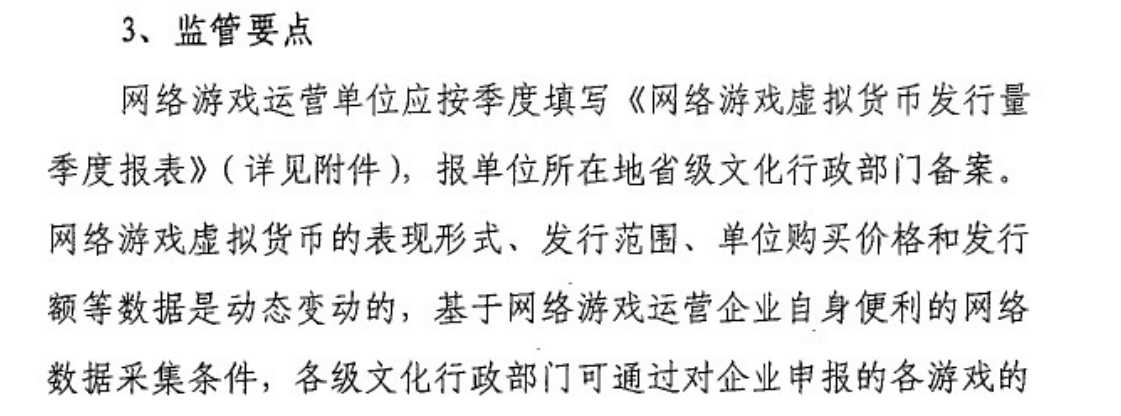 3、监管要点
网络游戏运营单位应按季度填写《网络游戏虚拟货币发行量
季度报表》(详见附件)，报单位所在地省级文化行政部门备案。
网络游戏虚拟货币的表现形式、发行范围、单位购买价格和发行
额等数据是动态变动的，基于网络游戏运营企业自身便利的网络
数据采集条件，各级文化行政部门可通过对企业申报的各游戏的